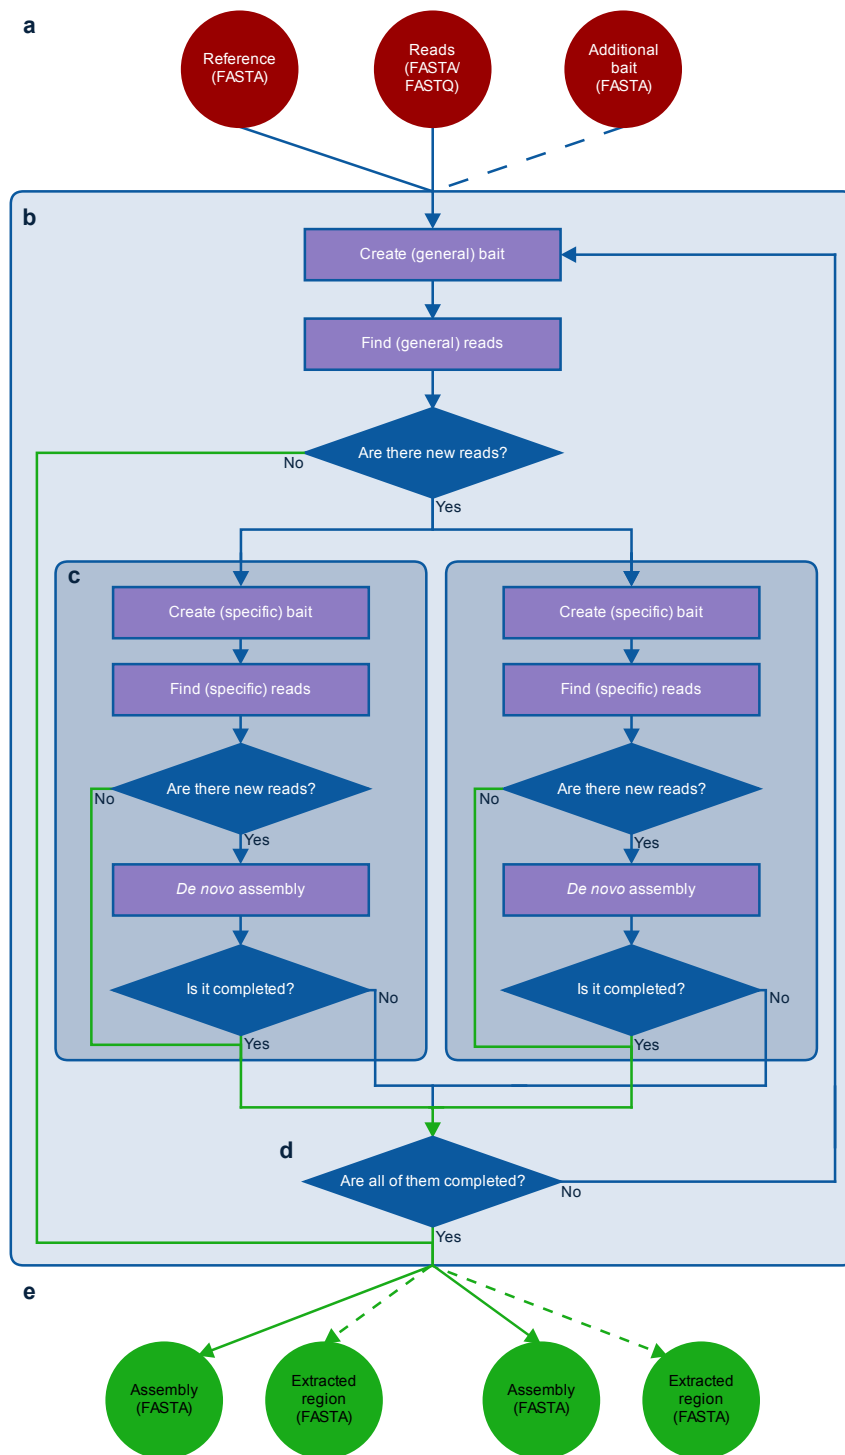 a
Reference
(FASTA)
Reads
(FASTA/
FASTQ)
Additional
bait
(FASTA)
b
Create (general) bait
Find (general) reads
Are there new reads?
No
Yes
c
Create (specific) bait
Find (specific) reads
Are there new reads?
No
Yes
De novo assembly
Is it completed?
No
Yes
Create (specific) bait
Find (specific) reads
Are there new reads?
No
Yes
De novo assembly
Is it completed?
No
Yes
d
Are all of them completed?
No
Yes
e
Assembly
(FASTA)
Extracted
region
(FASTA)
Assembly
(FASTA)
Extracted
region
(FASTA)